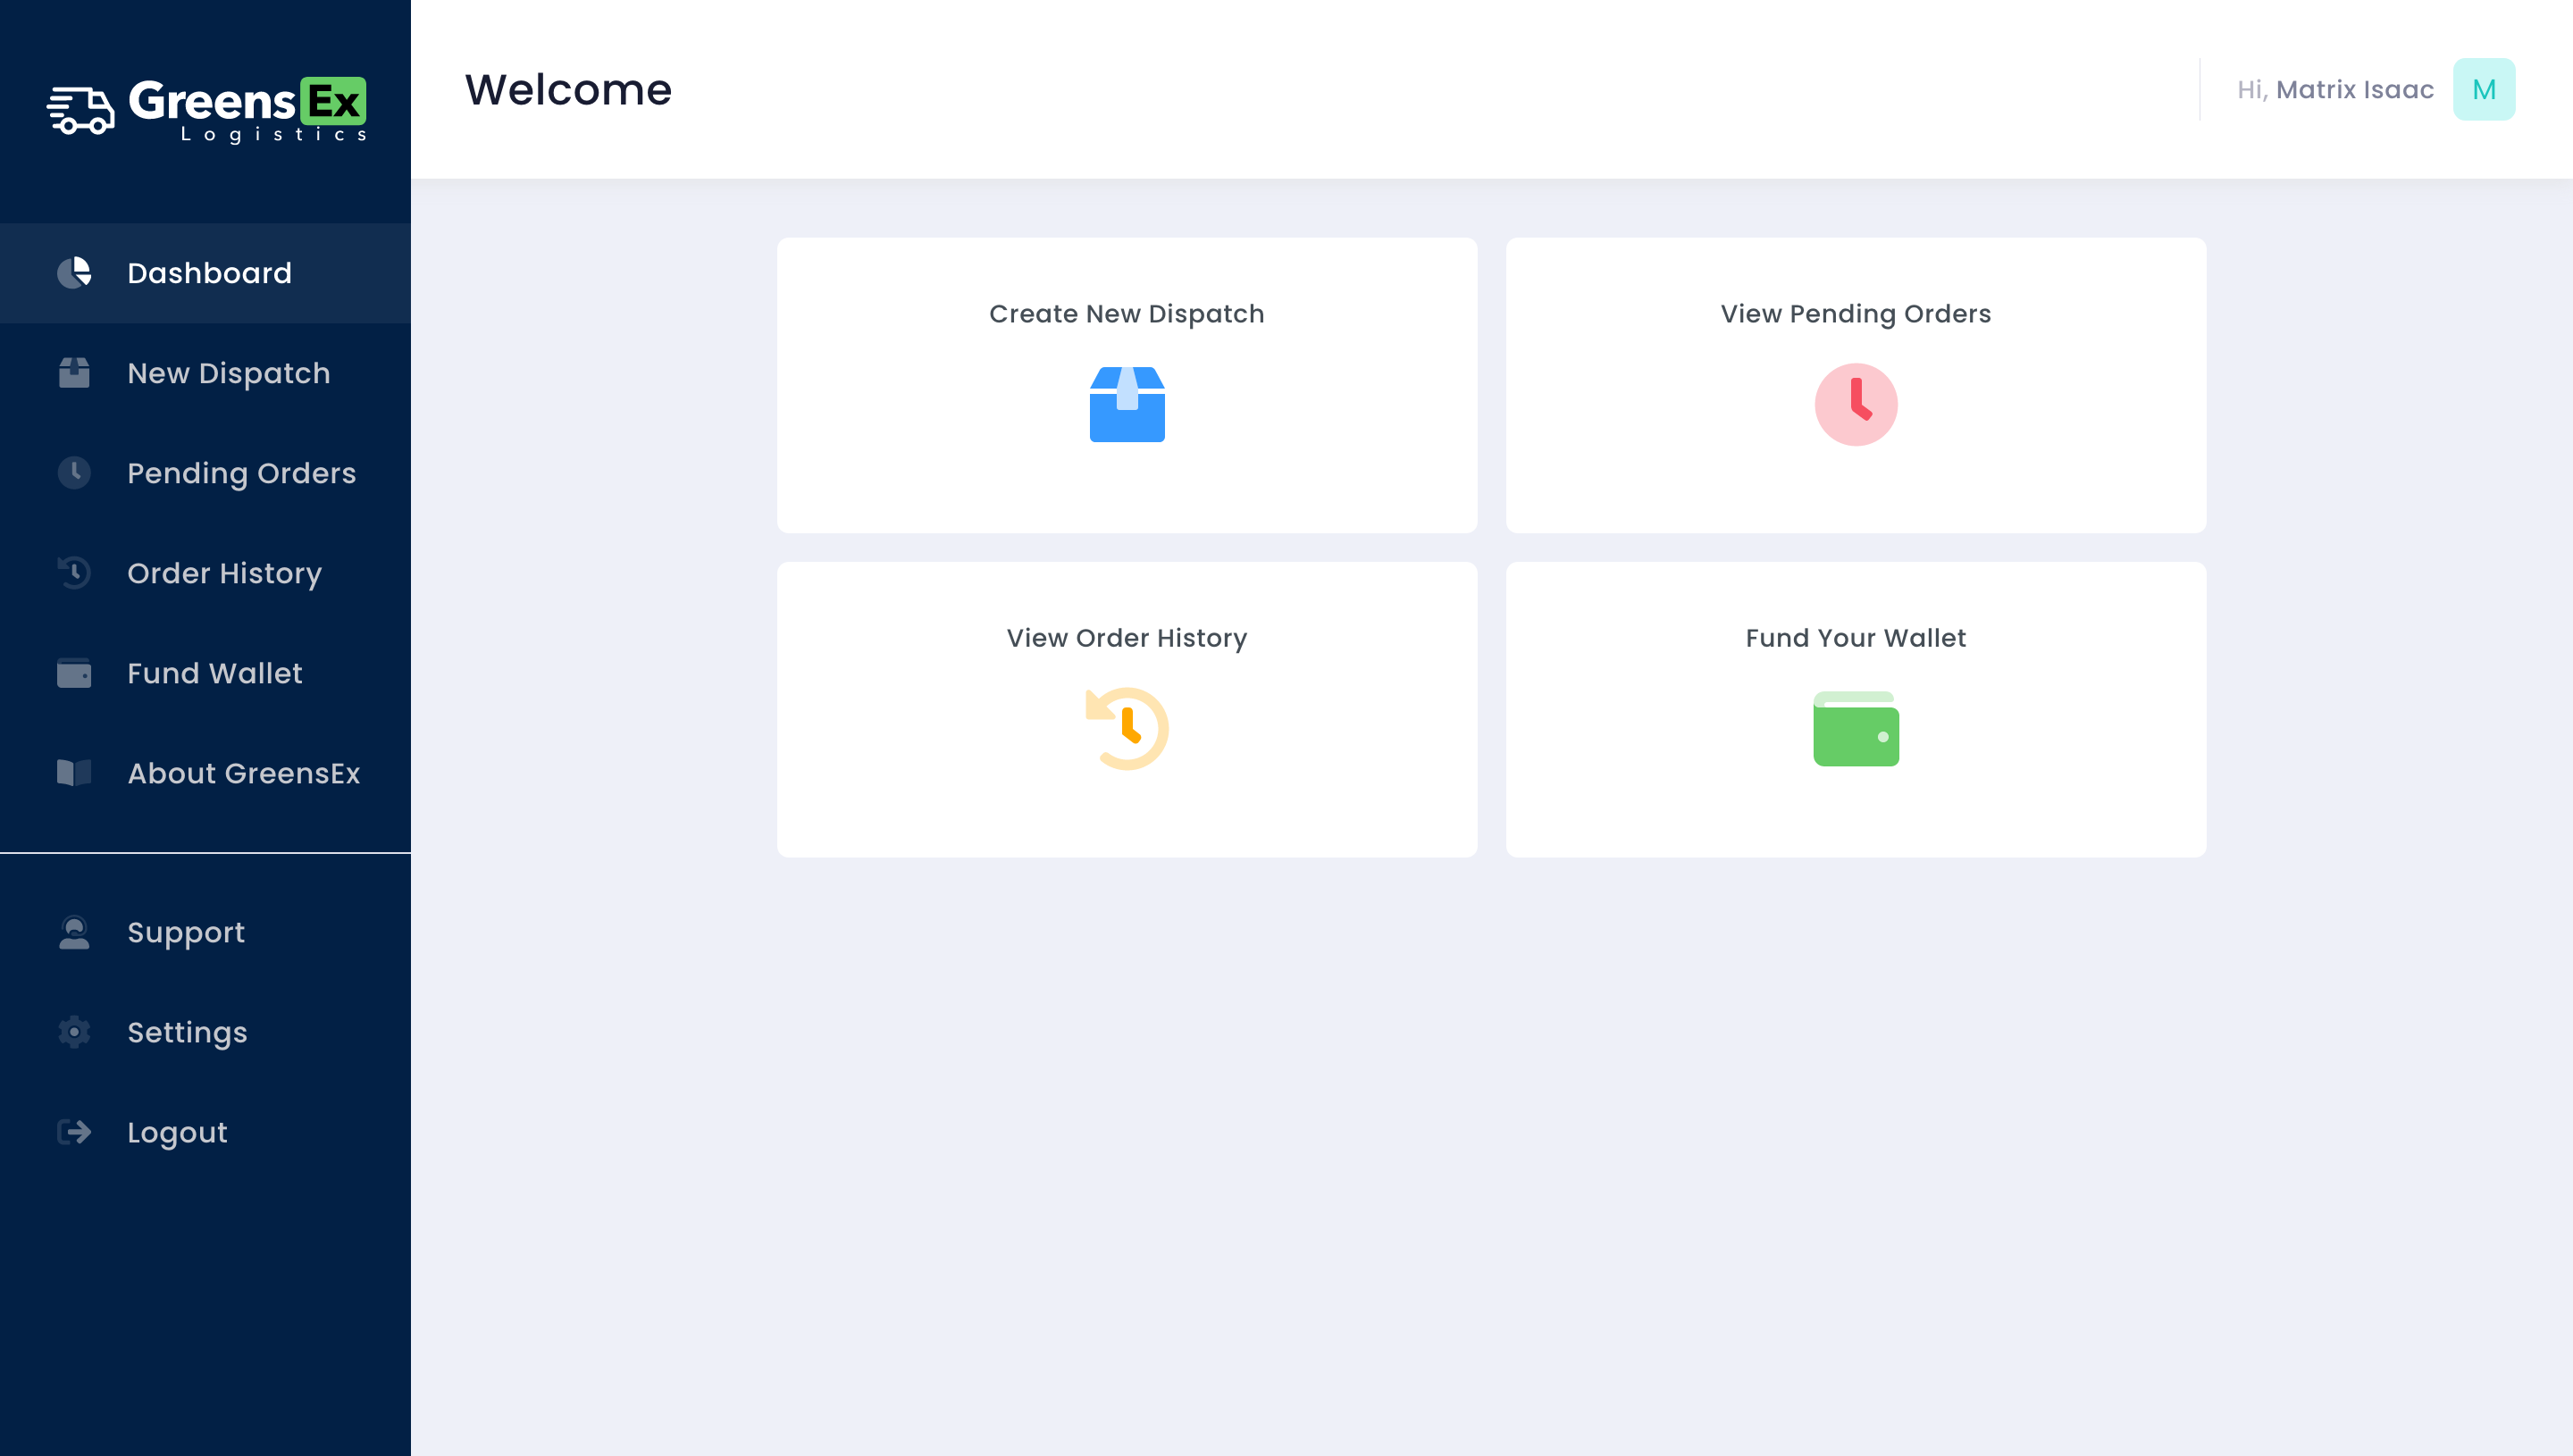 GreensEx
Logistics
Dashboard
New Dispatch
Pending Orders
Order History
Fund Wallet
About GreensEx
Support
Settings
Logout
Welcome
Hi, Matrix Isaac
M
Create New Dispatch
View Pending Orders
View Order History
Fund Your Wallet